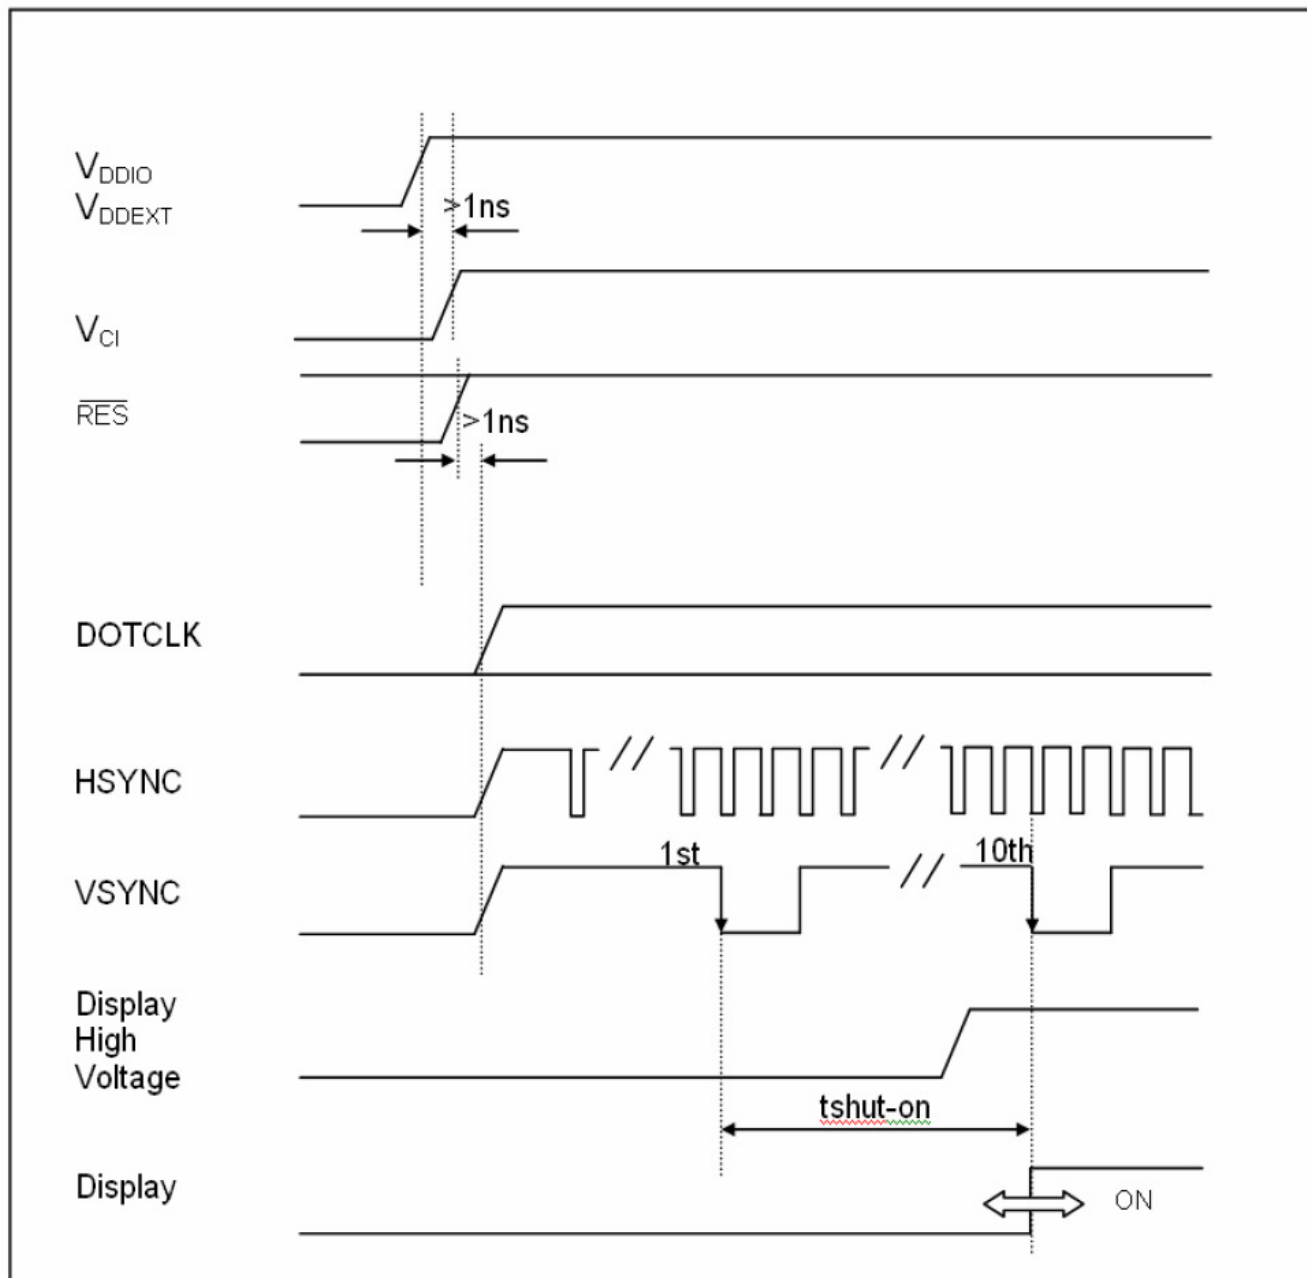 VDDIO
VDDEXT
>1ns
VCI
RES
>1ns
DOTCLK
HSYNC
1st
10th
VSYNC
Display
High
Voltage
tshut-on
Display
ON